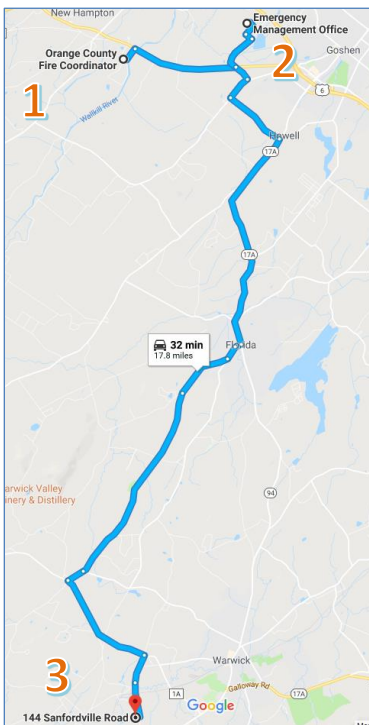 New Hampton
Emergency
Management Office
Goshen
Orange County
Fire Coordinator
2
1
Wallkill River
6
Howell
17A
17A
32 min
17.8 miles
Florida
arwick Valley
inery & Distillery
94
3
Warwick
1A
Galloway Rd
17A
Google
144 Sanfordville Road